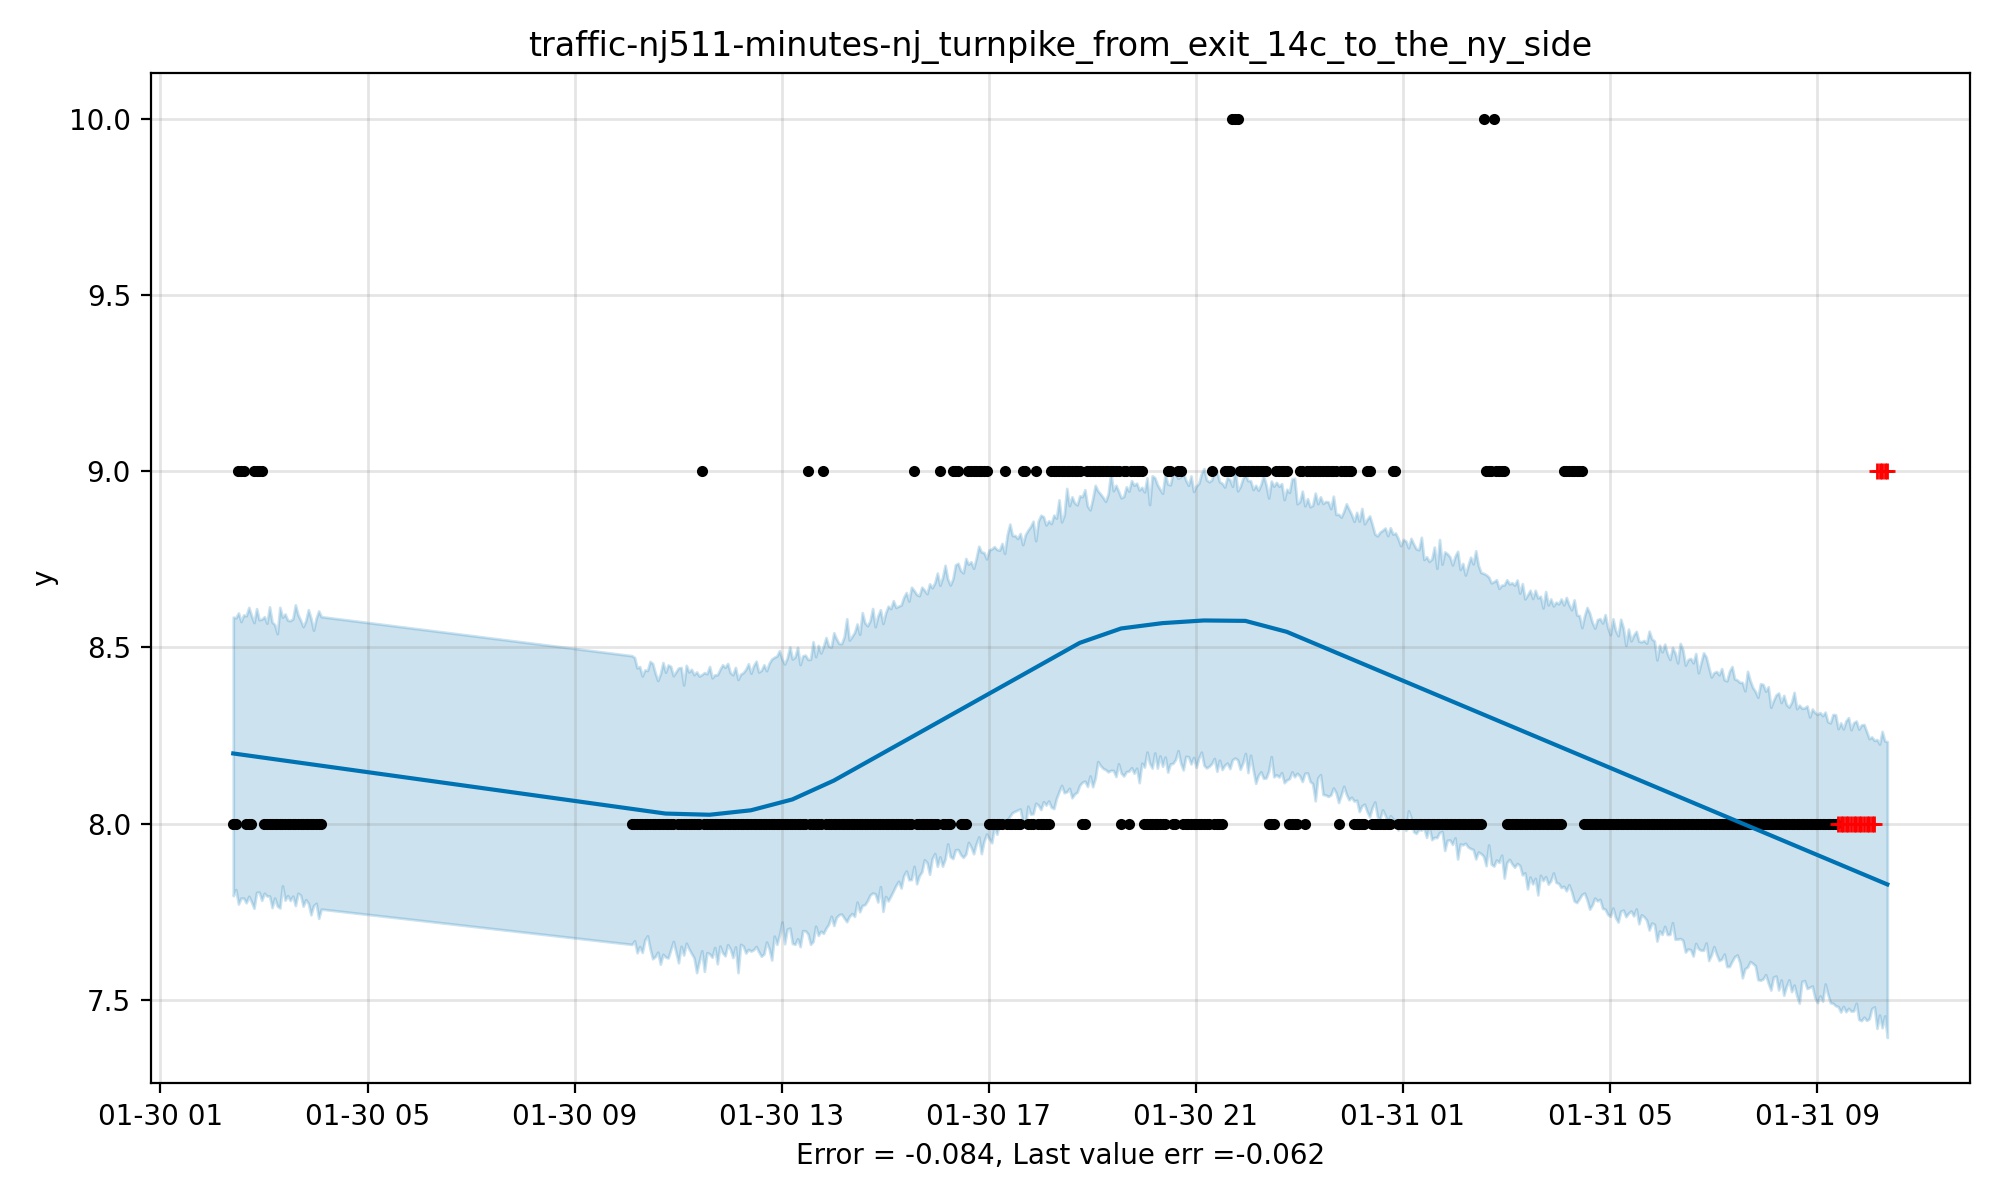 traffic-nj511-minutes-nj_turnpike_from_exit_14c_to_the_ny_side
10.0
9.5
9.0
8.5
8.0
7.5
y
01-30 01 01-30 05 01-30 09 01-30 13 01-30 17 01-30 21 01-31 01 01-31 05 01-31 09
Error = -0.084, Last value err =-0.062